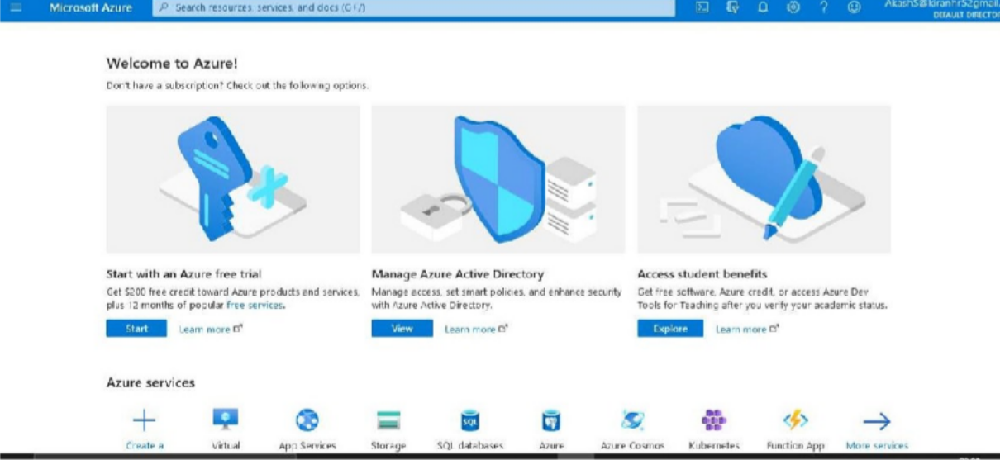 Microsoft Azure
Search resources, services, and docs (G+/)
DEFAULT DIRECTO
Welcome to Azure!
Don't have a subscription? Check out the following options.
Start with an Azure free trial
Get $200 free credit toward Azure products and services,
plus 12 months of popular free services.
Start
Learn more
Manage Azure Active Directory
Manage access, set smart policies, and enhance security
with Azure Active Directory.
View
Learn more
Access student benefits
Get free software, Azure credit, or access Azure Dev
Tools for Teaching after you verify your academic status.
Explore
Learn more
Azure services
SQL
Create a
Virtual
App Services
Storage
SQL databases
Azure
Azure Cosmos
Kubernetes
Function App
More services